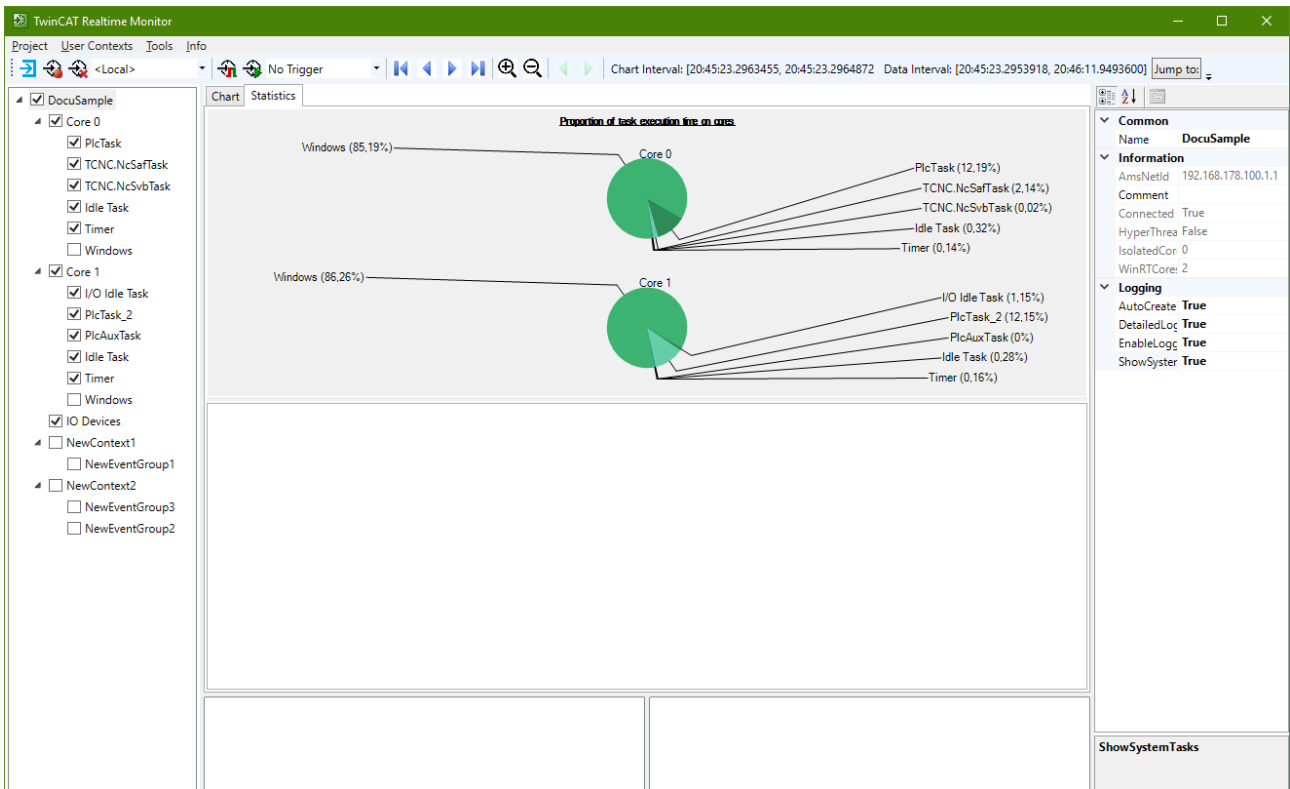 TwinCAT Realtime Monitor
Project User Contexts Tools Info
<Local> No Trigger Chart Interval: [20:45:23.2963455, 20:45:23.2964872 Data Interval: [20:45:23.2953918, 20:46:11.9493600] Jump to:
DocuSample
Core 0
PlcTask
TCNC.NcSafTask
TCNC.NcSvbTask
Idle Task
Timer
Windows
Core 1
I/O Idle Task
PlcTask_2
PlcAuxTask
Idle Task
Timer
Windows
IO Devices
NewContext1
NewEventGroup1
NewContext2
NewEventGroup3
NewEventGroup2
Chart Statistics
Proportion of task execution time on cores
Core 0
Windows (85,19%)
PlcTask (12,19%)
TCNC.NcSafTask (2,14%)
TCNC.NcSvbTask (0,02%)
Idle Task (0,32%)
Timer (0,14%)
Core 1
Windows (86,26%)
I/O Idle Task (1,15%)
PlcTask_2 (12,15%)
PlcAuxTask (0%)
Idle Task (0,28%)
Timer (0,16%)
Common
Name DocuSample
Information
AmsNetId 192.168.178.100.1.1
Comment
Connected True
HyperThrea False
IsolatedCor 0
WinRTCore: 2
Logging
AutoCreate True
DetailedLog True
EnableLogg True
ShowSyster True
ShowSystemTasks